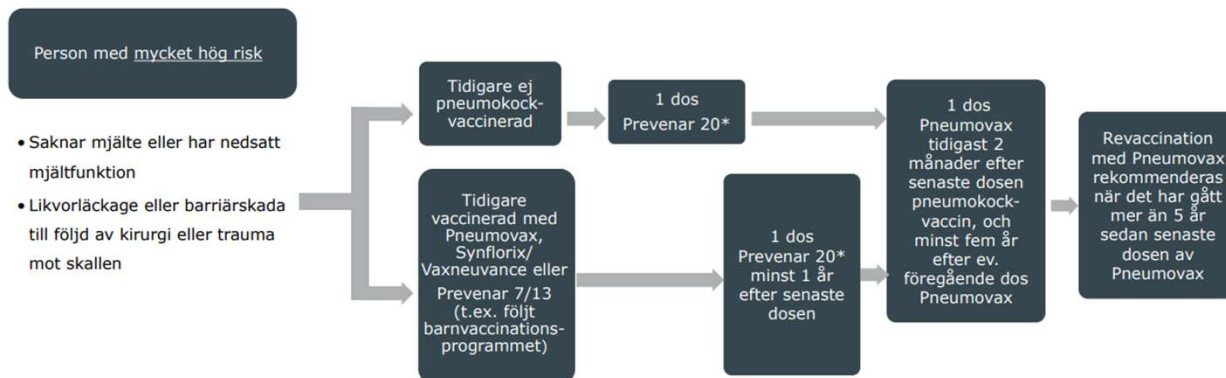 Person med mycket hög risk
• Saknar mjälte eller har nedsatt
mjältfunktion
• Likvorläckage eller barriärskada
till följd av kirurgi eller trauma
mot skallen
Tidigare ej
pneumokock-
vaccinerad
1 dos
Prevenar 20*
Tidigare
vaccinerad med
Pneumovax,
Synflorix/
Vaxneuvance eller
Prevenar 7/13
(t.ex. följt
barnvaccinations-
programmet)
1 dos
Prevenar 20*
minst 1 år
efter senaste
dosen
1 dos
Pneumovax
tidigast 2
månader efter
senaste dosen
pneumokock-
vaccin, och
minst fem år
efter ev.
föregående dos
Pneumovax
Revaccination
med Pneumovax
rekommenderas
när det har gått
mer än 5 år
sedan senaste
dosen av
Pneumovax